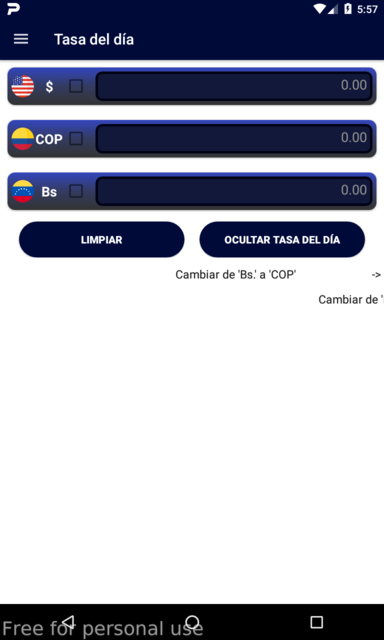 5:57
Tasa del día
$ 0.00
COP 0.00
Bs 0.00
LIMPIAR OCULTAR TASA DEL DÍA
Cambiar de 'Bs.' a 'COP' ->
Cambiar de '
Free for personal use